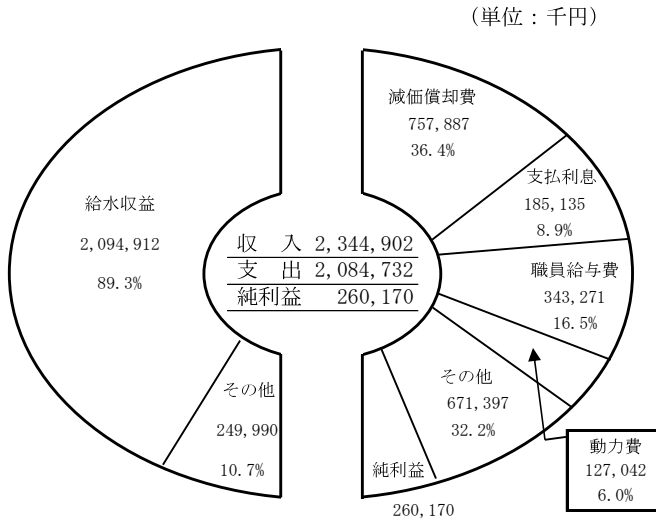 （単位：千円）
給水収益
2,094,912
89.3%
その他
249,990
10.7%
収　入 2,344,902
支　出 2,084,732
純利益 260,170
減価償却費
757,887
36.4%
支払利息
185,135
8.9%
職員給与費
343,271
16.5%
動力費
127,042
6.0%
その他
671,397
32.2%
純利益
260,170